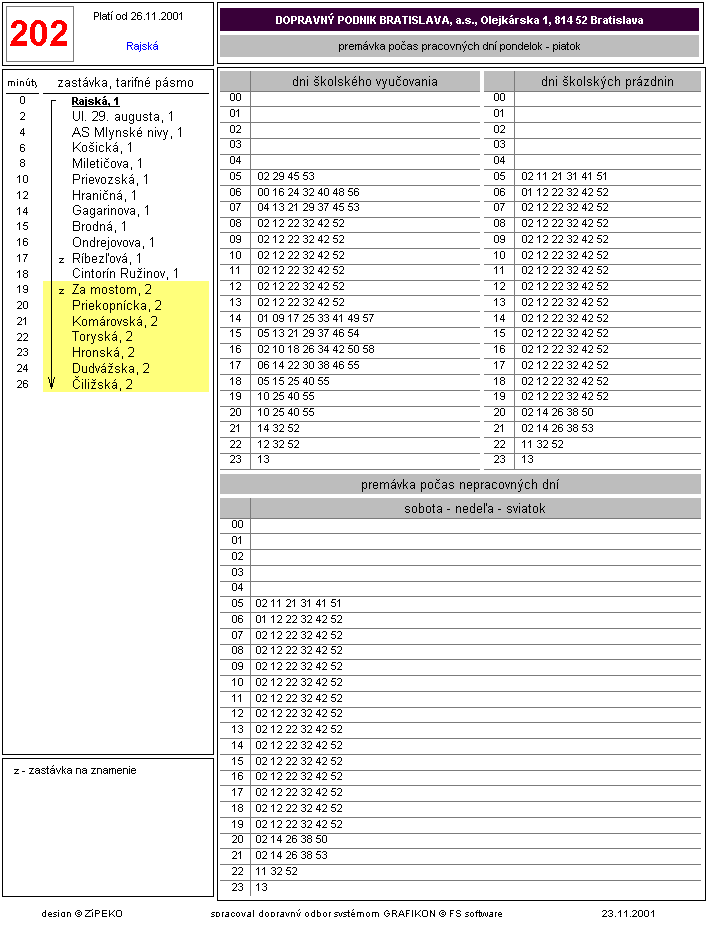 202
Platí od 26.11.2001
Rajská
DOPRAVNÝ PODNIK BRATISLAVA, a.s., Olejkárska 1, 814 52 Bratislava
premávka počas pracovných dní pondelok - piatok
minúty zastávka, tarifné pásmo
0 Rajská, 1
2 Ul. 29. augusta, 1
4 AS Mlynské nivy, 1
6 Košická, 1
8 Miletičova, 1
10 Prievozská, 1
12 Hraničná, 1
14 Gagarinova, 1
15 Brodná, 1
16 Ondrejovova, 1
17 z Ríbezľová, 1
18 Cintorín Ružinov, 1
19 z Za mostom, 2
20 Priekopnícka, 2
21 Komárovská, 2
22 Toryská, 2
23 Hronská, 2
24 Dudvážska, 2
26 Čiližská, 2
z - zastávka na znamenie
dni školského vyučovania
00
01
02
03
04
05 02 29 45 53
06 00 16 24 32 40 48 56
07 04 13 21 29 37 45 53
08 02 12 22 32 42 52
09 02 12 22 32 42 52
10 02 12 22 32 42 52
11 02 12 22 32 42 52
12 02 12 22 32 42 52
13 02 12 22 32 42 52
14 01 09 17 25 33 41 49 57
15 05 13 21 29 37 46 54
16 02 10 18 26 34 42 50 58
17 06 14 22 30 38 46 55
18 05 15 25 40 55
19 10 25 40 55
20 10 25 40 55
21 14 32 52
22 12 32 52
23 13
dni školských prázdnin
00
01
02
03
04
05 02 11 21 31 41 51
06 01 12 22 32 42 52
07 02 12 22 32 42 52
08 02 12 22 32 42 52
09 02 12 22 32 42 52
10 02 12 22 32 42 52
11 02 12 22 32 42 52
12 02 12 22 32 42 52
13 02 12 22 32 42 52
14 02 12 22 32 42 52
15 02 12 22 32 42 52
16 02 12 22 32 42 52
17 02 12 22 32 42 52
18 02 12 22 32 42 52
19 02 12 22 32 42 52
20 02 14 26 38 50
21 02 14 26 38 53
22 11 32 52
23 13
premávka počas nepracovných dní
sobota - nedeľa - sviatok
00
01
02
03
04
05 02 11 21 31 41 51
06 01 12 22 32 42 52
07 02 12 22 32 42 52
08 02 12 22 32 42 52
09 02 12 22 32 42 52
10 02 12 22 32 42 52
11 02 12 22 32 42 52
12 02 12 22 32 42 52
13 02 12 22 32 42 52
14 02 12 22 32 42 52
15 02 12 22 32 42 52
16 02 12 22 32 42 52
17 02 12 22 32 42 52
18 02 12 22 32 42 52
19 02 12 22 32 42 52
20 02 14 26 38 50
21 02 14 26 38 53
22 11 32 52
23 13
design © ZiPEKO spracoval dopravný odbor systémom GRAFIKON © FS software 23.11.2001